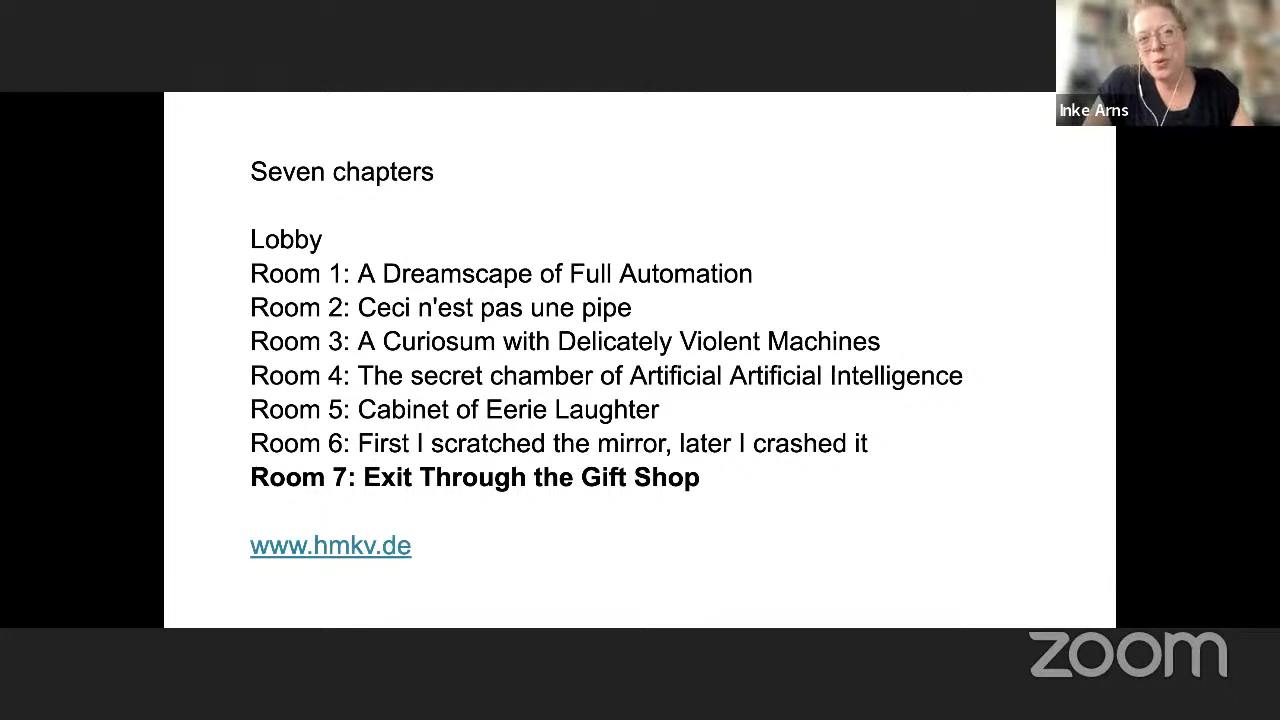 Inke Arns
Seven chapters
Lobby
Room 1: A Dreamscape of Full Automation
Room 2: Ceci n'est pas une pipe
Room 3: A Curiosum with Delicately Violent Machines
Room 4: The secret chamber of Artificial Artificial Intelligence
Room 5: Cabinet of Eerie Laughter
Room 6: First I scratched the mirror, later I crashed it
Room 7: Exit Through the Gift Shop
www.hmkv.de
zoom